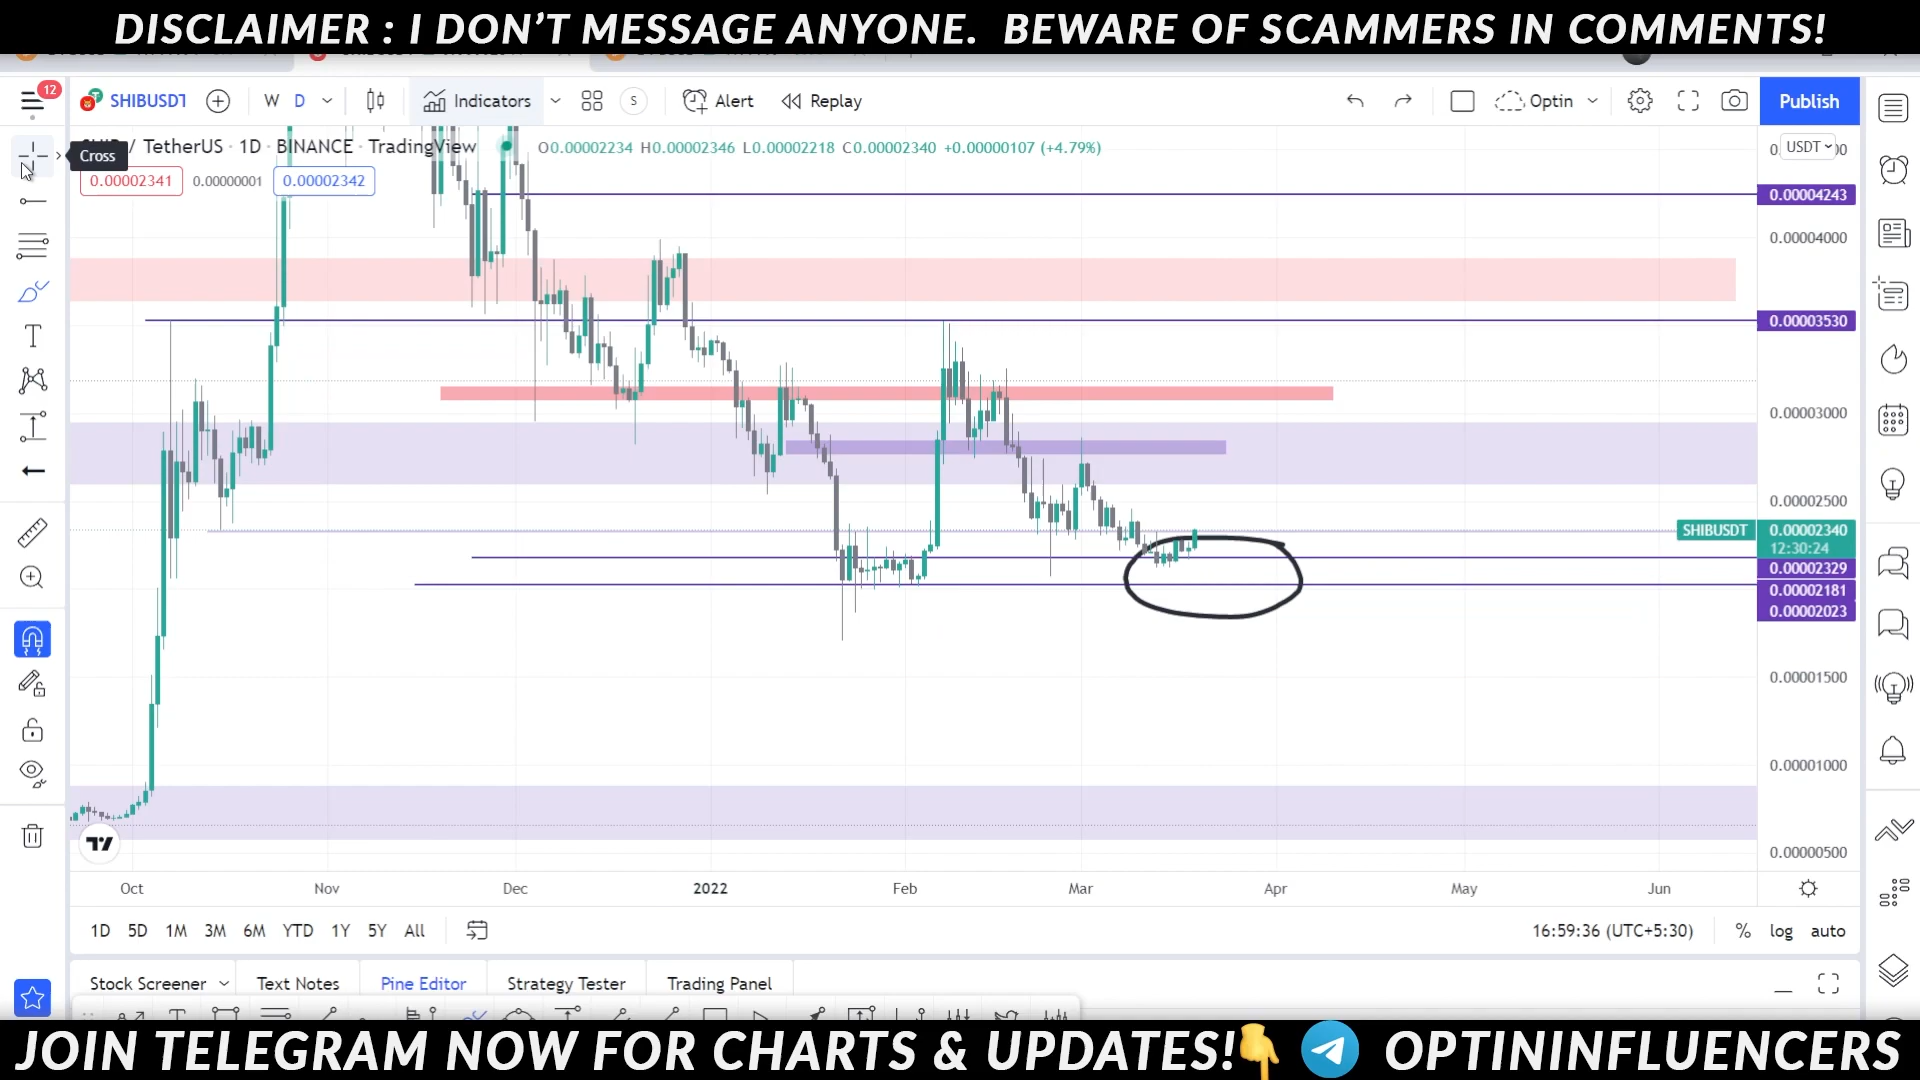 DISCLAIMER : I DON'T MESSAGE ANYONE. BEWARE OF SCAMMERS IN COMMENTS!
12 SHIBUSDT W D Indicators S Alert Replay Optin Publish
Cross
/ TetherUS · 1D · BINANCE · TradingView O0.00002234 H0.00002346 L0.00002218 C0.00002340 +0.00000107 (+4.79%) USDT
0.00002341 0.00000001 0.00002342
0.00004243
0.00004000
0.00003530
0.00003000
0.00002500
SHIBUSDT 0.00002340
12:30:24
0.00002329
0.00002181
0.00002023
0.00001500
0.00001000
0.00000500
Oct Nov Dec 2022 Feb Mar Apr May Jun
1D 5D 1M 3M 6M YTD 1Y 5Y All 16:59:36 (UTC+5:30) % log auto
Stock Screener Text Notes Pine Editor Strategy Tester Trading Panel
JOIN TELEGRAM NOW FOR CHARTS & UPDATES!👇 OPTININFLUENCERS